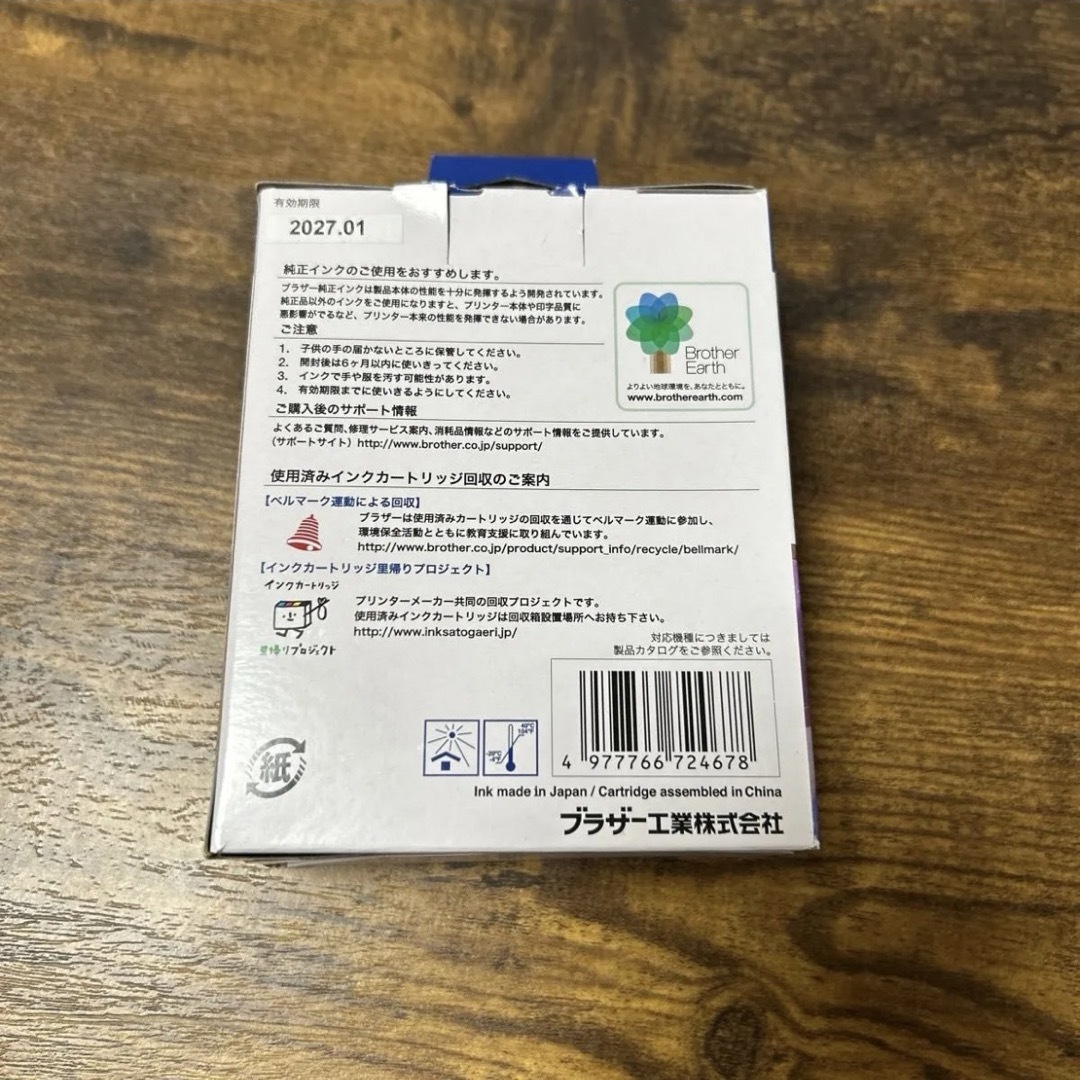 有効期限
2027.01
純正インクのご使用をおすすめします。
ブラザー純正インクは製品本体の性能を十分に発揮するよう開発されています。
純正品以外のインクをご使用になりますと、プリンター本体や印字品質に
悪影響がでるなど、プリンター本来の性能を発揮できない場合があります。
ご注意
1. 子供の手の届かないところに保管してください。
2. 開封後は6ヶ月以内に使いきってください。
3. インクで手や服を汚す可能性があります。
4. 有効期限までに使いきるようにしてください。
Brother
Earth
よりよい地球環境を、あなたとともに。
www.brotherearth.com
ご購入後のサポート情報
よくあるご質問、修理サービス案内、消耗品情報などのサポート情報をご提供しています。
(サポートサイト) http://www.brother.co.jp/support/
使用済みインクカートリッジ回収のご案内
【ベルマーク運動による回収】
ブラザーは使用済みカートリッジの回収を通じてベルマーク運動に参加し、
環境保全活動とともに教育支援に取り組んでいます。
http://www.brother.co.jp/product/support_info/recycle/bellmark/
【インクカートリッジ里帰りプロジェクト】
インクカートリッジ
里帰りプロジェクト
プリンターメーカー共同の回収プロジェクトです。
使用済みインクカートリッジは回収箱設置場所へお持ち下さい。
http://www.inksatogaeri.jp/
対応機種につきましては
製品カタログをご参照ください。
紙
40℃
104°F
-20℃
-4°F
4 977766 724678
Ink made in Japan / Cartridge assembled in China
ブラザー工業株式会社